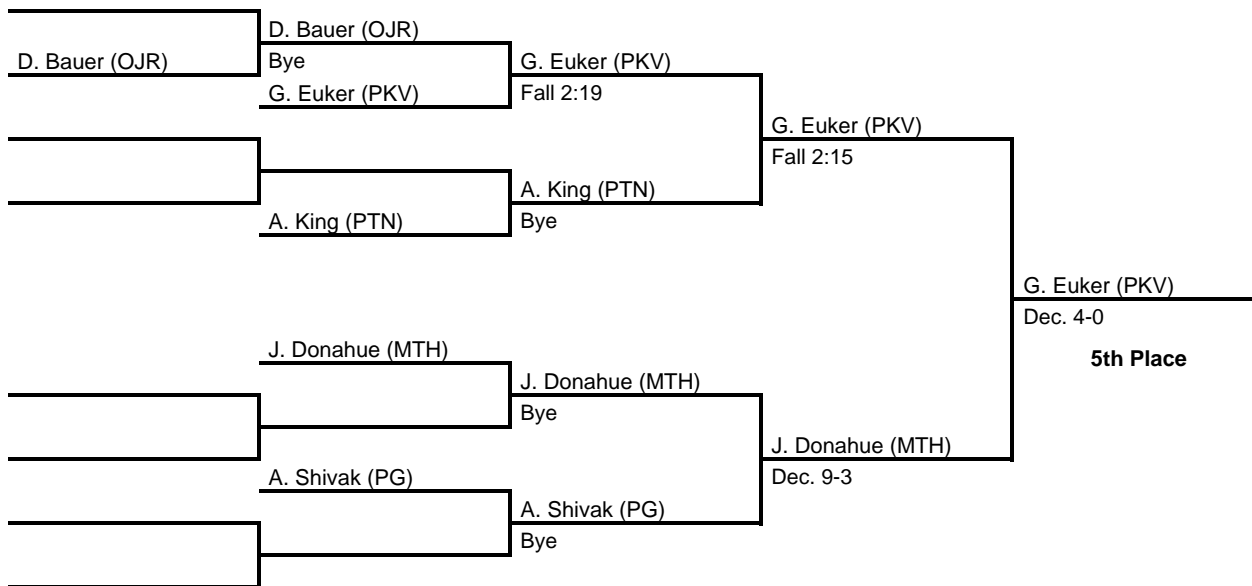 D. Bauer (OJR)
D. Bauer (OJR)
Bye
G. Euker (PKV)
G. Euker (PKV)
Fall 2:19
G. Euker (PKV)
Fall 2:15
A. King (PTN)
A. King (PTN)
Bye
G. Euker (PKV)
Dec. 4-0
5th Place
J. Donahue (MTH)
J. Donahue (MTH)
Bye
J. Donahue (MTH)
Dec. 9-3
A. Shivak (PG)
A. Shivak (PG)
Bye